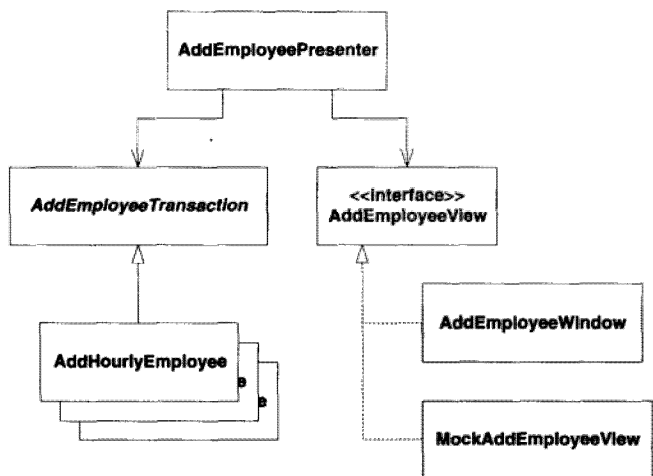 AddEmployeePresenter
AddEmployeeTransaction
<<interface>>
AddEmployeeView
AddHourlyEmployee
e
e
AddEmployeeWindow
MockAddEmployeeView